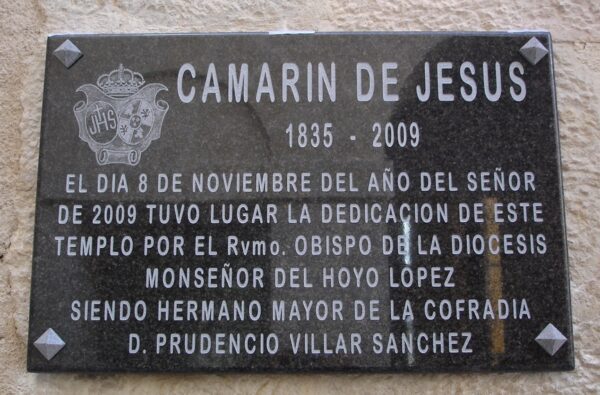 CAMARIN DE JESUS
1835 - 2009
JHS
EL DIA 8 DE NOVIEMBRE DEL AÑO DEL SEÑOR
DE 2009 TUVO LUGAR LA DEDICACION DE ESTE
TEMPLO POR EL Rvmo. OBISPO DE LA DIOCESIS
MONSEÑOR DEL HOYO LOPEZ
SIENDO HERMANO MAYOR DE LA COFRADIA
D. PRUDENCIO VILLAR SANCHEZ